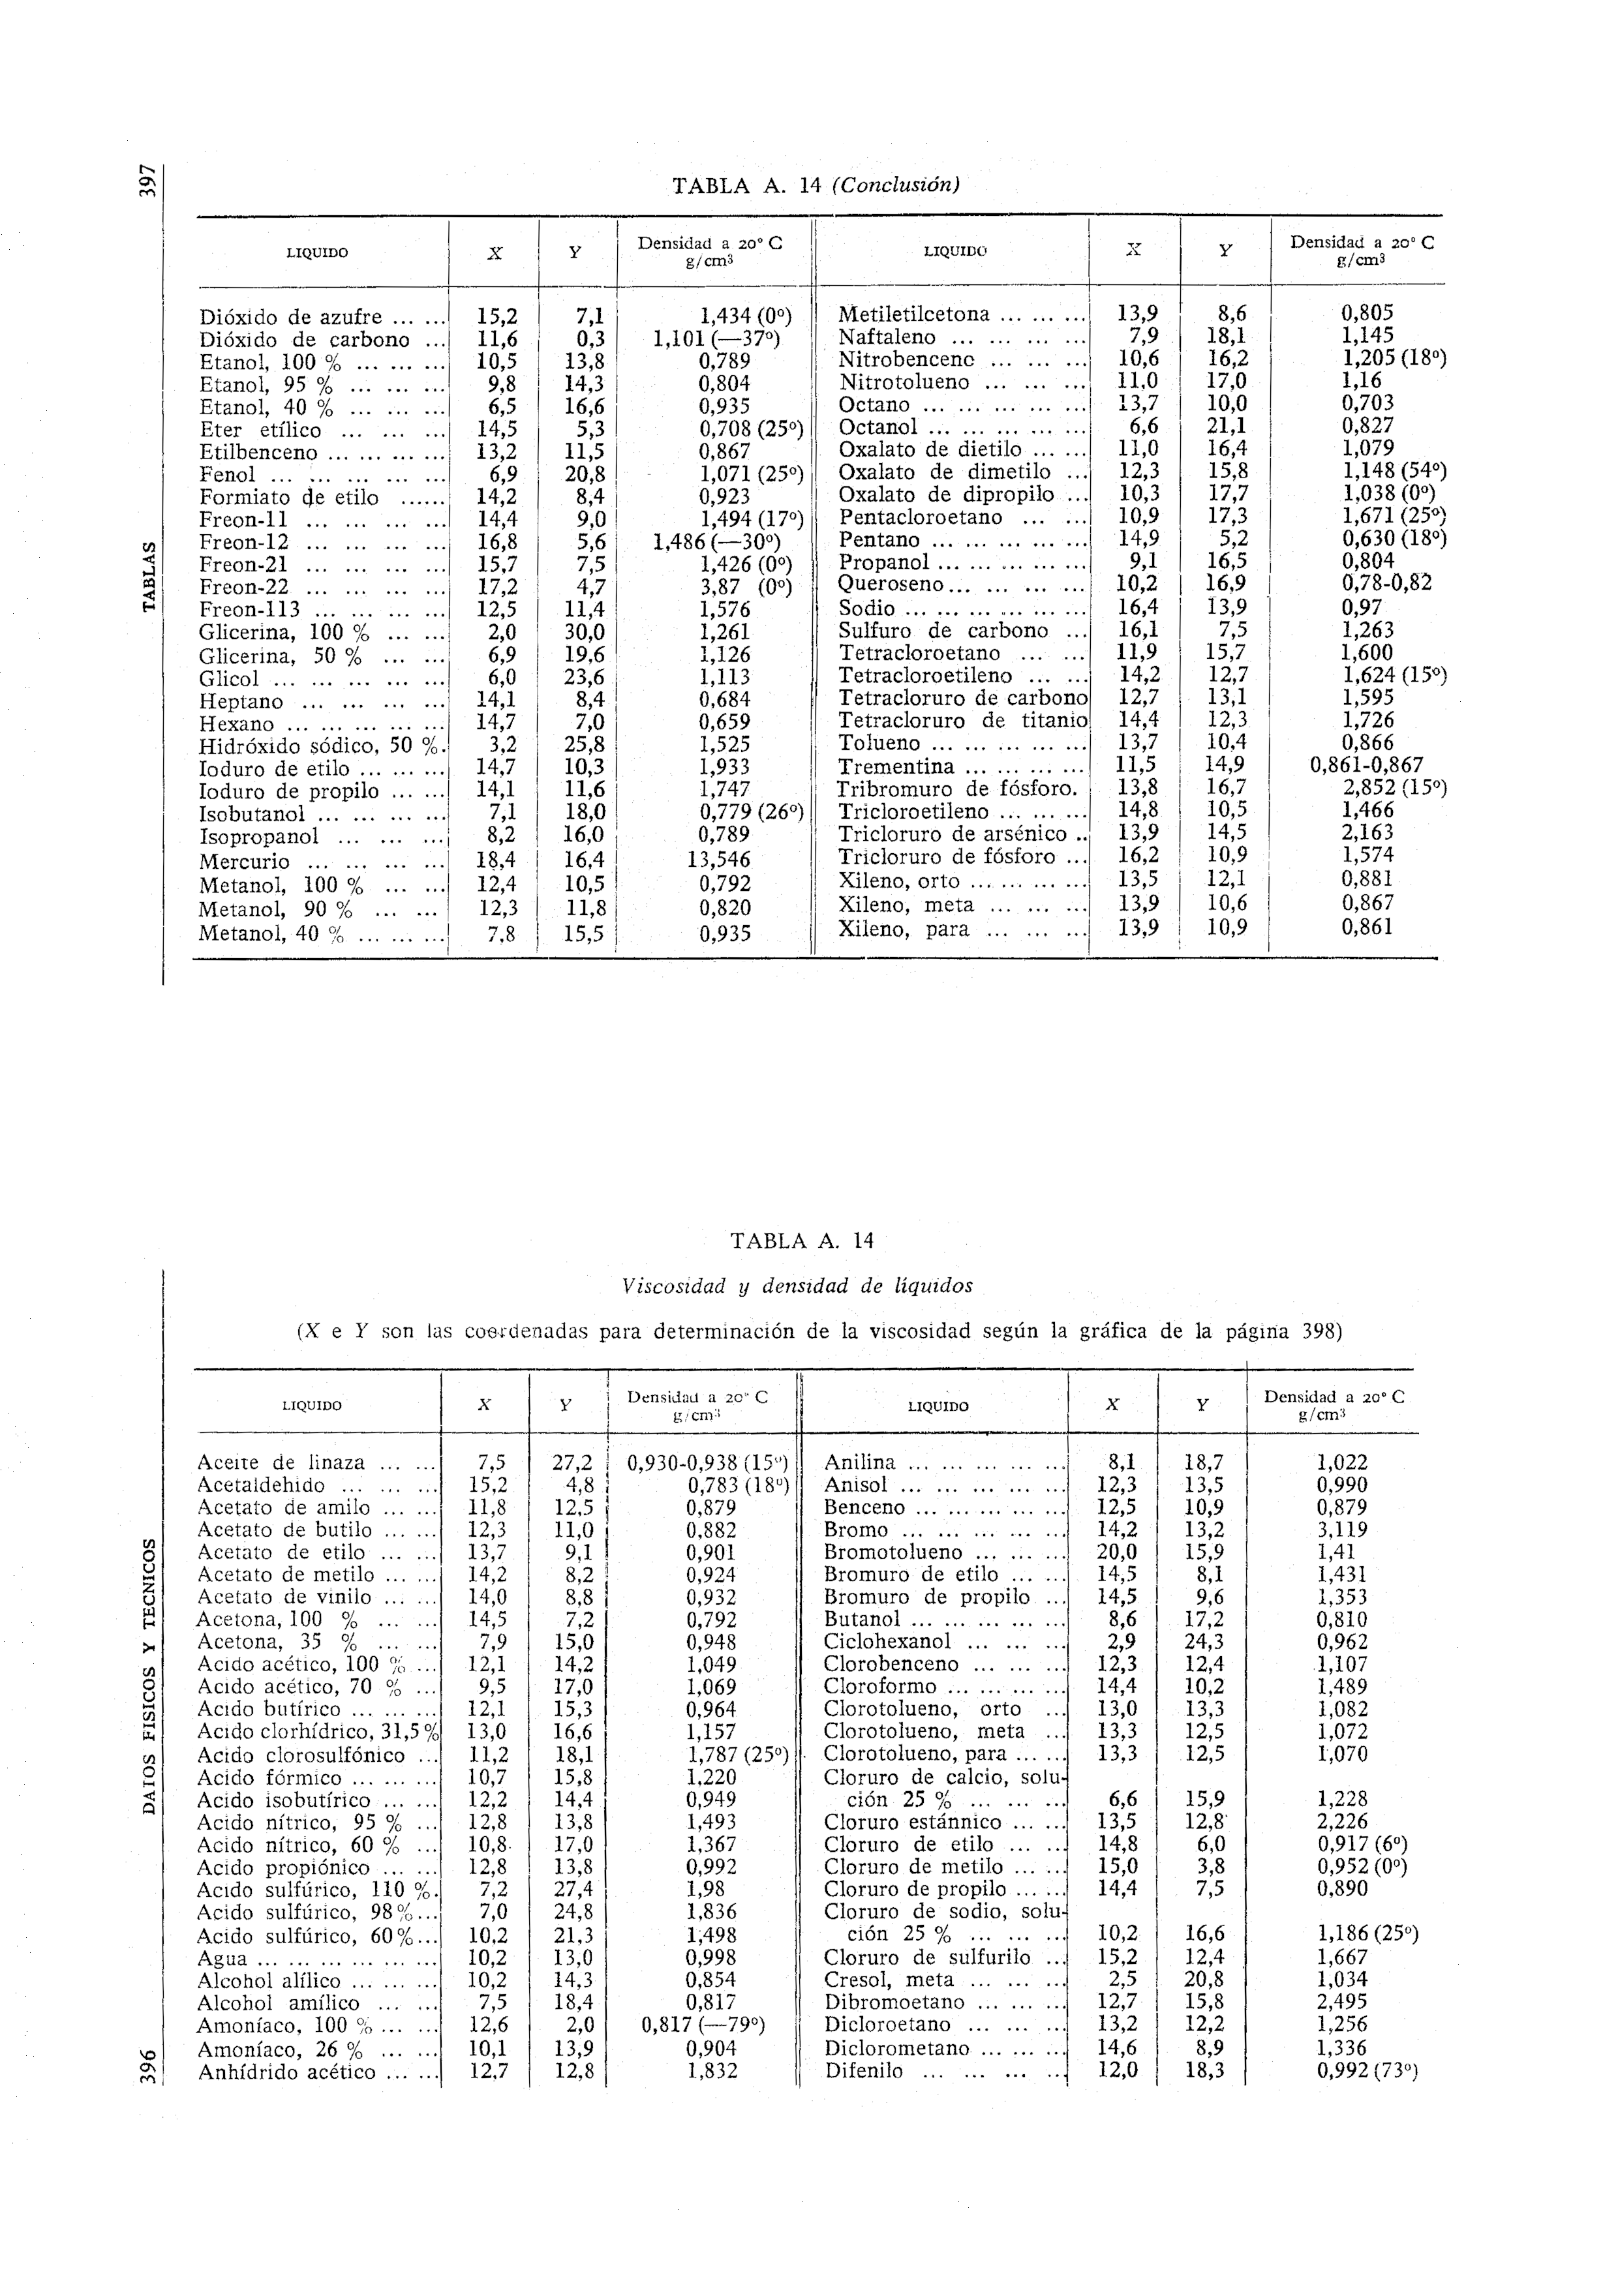 397
TABLA A. 14 (Conclusión)
LIQUIDO X Y Densidad a 20° C g/cm3 LIQUIDO X Y Densidad a 20° C g/cm3
Dióxido de azufre ... ... 15,2 7,1 1,434 (0º) Metiletilcetona ... ... ... 13,9 8,6 0,805
Dióxido de carbono ... 11,6 0,3 1,101 (—37º) Naftaleno ... ... ... ... 7,9 18,1 1,145
Etanol, 100 % ... ... ... 10,5 13,8 0,789 Nitrobenceno ... ... ... 10,6 16,2 1,205 (18º)
Etanol, 95 % ... ... ... 9,8 14,3 0,804 Nitrotolueno ... ... ... 11,0 17,0 1,16
Etanol, 40 % ... ... ... 6,5 16,6 0,935 Octano ... ... ... ... ... 13,7 10,0 0,703
Eter etílico ... ... ... 14,5 5,3 0,708 (25º) Octanol ... ... ... ... ... 6,6 21,1 0,827
Etilbenceno ... ... ... ... 13,2 11,5 0,867 Oxalato de dietilo ... ... 11,0 16,4 1,079
Fenol ... ... ... ... ... 6,9 20,8 1,071 (25º) Oxalato de dimetilo ... 12,3 15,8 1,148 (54º)
Formiato de etilo ...... 14,2 8,4 0,923 Oxalato de dipropilo ... 10,3 17,7 1,038 (0º)
Freon-11 ... ... ... ... 14,4 9,0 1,494 (17º) Pentacloroetano ... ... 10,9 17,3 1,671 (25º)
Freon-12 ... ... ... ... 16,8 5,6 1,486 (—30º) Pentano ... ... ... ... ... 14,9 5,2 0,630 (18º)
Freon-21 ... ... ... ... 15,7 7,5 1,426 (0º) Propanol ... ... ... ... ... 9,1 16,5 0,804
Freon-22 ... ... ... ... 17,2 4,7 3,87 (0º) Queroseno... ... ... ... ... 10,2 16,9 0,78-0,82
Freon-113 ... ... ... ... 12,5 11,4 1,576 Sodio ... ... ... ... ... ... 16,4 13,9 0,97
Glicerina, 100 % ... ... 2,0 30,0 1,261 Sulfuro de carbono ... 16,1 7,5 1,263
Glicerina, 50 % ... ... 6,9 19,6 1,126 Tetracloroetano ... ... 11,9 15,7 1,600
Glicol ... ... ... ... ... 6,0 23,6 1,113 Tetracloroetileno ... ... 14,2 12,7 1,624 (15º)
Heptano ... ... ... ... 14,1 8,4 0,684 Tetracloruro de carbono 12,7 13,1 1,595
Hexano ... ... ... ... ... 14,7 7,0 0,659 Tetracloruro de titanio 14,4 12,3 1,726
Hidróxido sódico, 50 %. 3,2 25,8 1,525 Tolueno ... ... ... ... ... 13,7 10,4 0,866
Ioduro de etilo ... ... ... 14,7 10,3 1,933 Trementina ... ... ... ... 11,5 14,9 0,861-0,867
Ioduro de propilo ... ... 14,1 11,6 1,747 Tribromuro de fósforo. 13,8 16,7 2,852 (15º)
Isobutanol ... ... ... ... 7,1 18,0 0,779 (26º) Tricloroetileno ... ... ... 14,8 10,5 1,466
Isopropanol ... ... ... 8,2 16,0 0,789 Tricloruro de arsénico .. 13,9 14,5 2,163
Mercurio ... ... ... ... 18,4 16,4 13,546 Tricloruro de fósforo ... 16,2 10,9 1,574
Metanol, 100 % ... ... 12,4 10,5 0,792 Xileno, orto ... ... ... ... 13,5 12,1 0,881
Metanol, 90 % ... ... 12,3 11,8 0,820 Xileno, meta ... ... ... 13,9 10,6 0,867
Metanol, 40 % ... ... ... 7,8 15,5 0,935 Xileno, para ... ... ... 13,9 10,9 0,861
TABLAS
TABLA A. 14
Viscosidad y densidad de líquidos
(X e Y son las coordenadas para determinación de la viscosidad según la gráfica de la página 398)
LIQUIDO X Y Densidad a 20° C g/cm3 LIQUIDO X Y Densidad a 20° C g/cm3
Aceite de linaza ... ... 7,5 27,2 0,930-0,938 (15º) Anilina ... ... ... ... ... 8,1 18,7 1,022
Acetaldehido ... ... ... 15,2 4,8 0,783 (18º) Anisol ... ... ... ... ... 12,3 13,5 0,990
Acetato de amilo ... ... 11,8 12,5 0,879 Benceno ... ... ... ... ... 12,5 10,9 0,879
Acetato de butilo ... ... 12,3 11,0 0,882 Bromo ... ... ... ... ... 14,2 13,2 3,119
Acetato de etilo ... ... 13,7 9,1 0,901 Bromotolueno ... ... ... 20,0 15,9 1,41
Acetato de metilo ... ... 14,2 8,2 0,924 Bromuro de etilo ... ... 14,5 8,1 1,431
Acetato de vinilo ... ... 14,0 8,8 0,932 Bromuro de propilo ... 14,5 9,6 1,353
Acetona, 100 % ... ... 14,5 7,2 0,792 Butanol ... ... ... ... ... 8,6 17,2 0,810
Acetona, 35 % ... ... 7,9 15,0 0,948 Ciclohexanol ... ... ... 2,9 24,3 0,962
Acido acético, 100 % ... 12,1 14,2 1,049 Clorobenceno ... ... ... 12,3 12,4 1,107
Acido acético, 70 % ... 9,5 17,0 1,069 Cloroformo ... ... ... ... 14,4 10,2 1,489
Acido butírico ... ... ... 12,1 15,3 0,964 Clorotolueno, orto ... 13,0 13,3 1,082
Acido clorhídrico, 31,5 % 13,0 16,6 1,157 Clorotolueno, meta ... 13,3 12,5 1,072
Acido clorosulfónico ... 11,2 18,1 1,787 (25º) Clorotolueno, para ... ... 13,3 12,5 1,070
Acido fórmico ... ... ... 10,7 15,8 1,220 Cloruro de calcio, solu-
Acido isobutírico ... ... 12,2 14,4 0,949 ción 25 % ... ... ... 6,6 15,9 1,228
Acido nítrico, 95 % ... 12,8 13,8 1,493 Cloruro estánnico ... ... 13,5 12,8 2,226
Acido nítrico, 60 % ... 10,8 17,0 1,367 Cloruro de etilo ... ... 14,8 6,0 0,917 (6º)
Acido propiónico ... ... 12,8 13,8 0,992 Cloruro de metilo ... ... 15,0 3,8 0,952 (0º)
Acido sulfúrico, 110 %. 7,2 27,4 1,98 Cloruro de propilo ... ... 14,4 7,5 0,890
Acido sulfúrico, 98%... 7,0 24,8 1,836 Cloruro de sodio, solu-
Acido sulfúrico, 60%... 10,2 21,3 1,498 ción 25 % ... ... ... 10,2 16,6 1,186 (25º)
Agua ... ... ... ... ... ... 10,2 13,0 0,998 Cloruro de sulfurilo ... 15,2 12,4 1,667
Alcohol alílico ... ... ... 10,2 14,3 0,854 Cresol, meta ... ... ... 2,5 20,8 1,034
Alcohol amílico ... ... 7,5 18,4 0,817 Dibromoetano ... ... ... 12,7 15,8 2,495
Amoníaco, 100 % ... ... 12,6 2,0 0,817 (—79º) Dicloroetano ... ... ... 13,2 12,2 1,256
Amoníaco, 26 % ... ... 10,1 13,9 0,904 Diclorometano ... ... ... 14,6 8,9 1,336
Anhídrido acético ... ... 12,7 12,8 1,832 Difenilo ... ... ... ... 12,0 18,3 0,992 (73º)
DATOS FISICOS Y TECNICOS
396